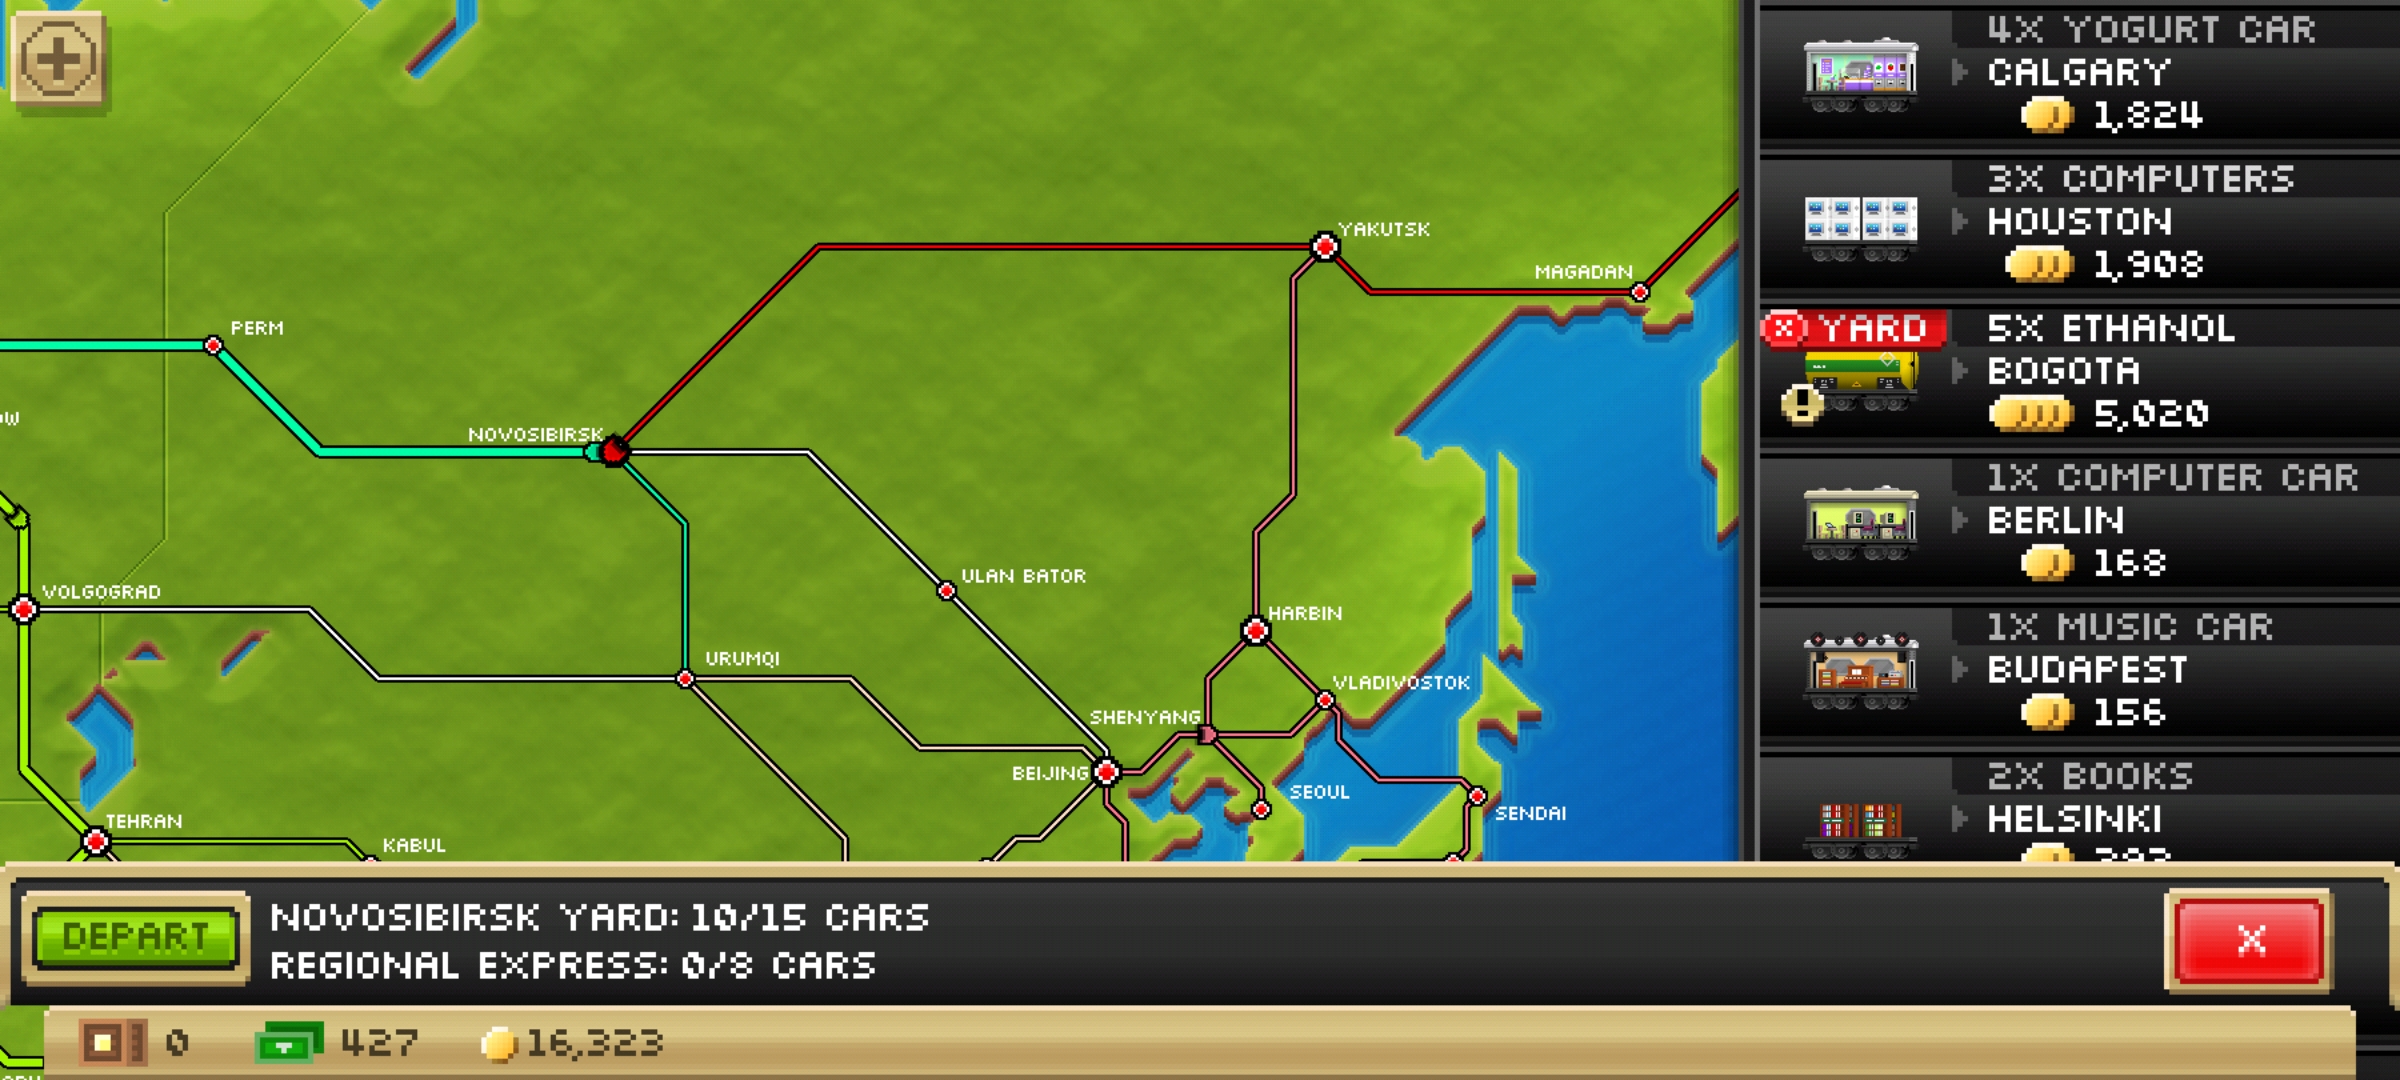 4X YOGURT CAR
CALGARY
1,824
3X COMPUTERS
HOUSTON
1,908
YARD
5X ETHANOL
BOGOTA
5,020
1X COMPUTER CAR
BERLIN
168
1X MUSIC CAR
BUDAPEST
156
2X BOOKS
HELSINKI
YAKUTSK
MAGADAN
PERM
NOVOSIBIRSK
ULAN BATOR
VOLGOGRAD
HARBIN
URUMQI
VLADIVOSTOK
SHENYANG
BEIJING
SEOUL
SENDAI
TEHRAN
KABUL
DEPART
NOVOSIBIRSK YARD: 10/15 CARS
REGIONAL EXPRESS: 0/8 CARS
X
0
427
16,323